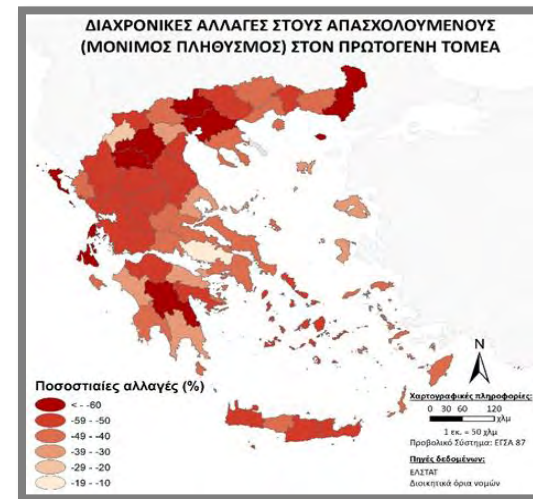 ΔΙΑΧΡΟΝΙΚΕΣ ΑΛΛΑΓΕΣ ΣΤΟΥΣ ΑΠΑΣΧΟΛΟΥΜΕΝΟΥΣ
(ΜΟΝΙΜΟΣ ΠΛΗΘΥΣΜΟΣ) ΣΤΟΝ ΠΡΩΤΟΓΕΝΗ ΤΟΜΕΑ
Ποσοστιαίες αλλαγές (%)
< - -60
-59 - -50
-49 - -40
-39 - -30
-29 - -20
-19 - -10
N
Χαρτογραφικές πληροφορίες:
0 30 60 120
χλμ
1 εκ. = 50 χλμ
Προβολικό Σύστημα: ΕΓΣΑ 87
Πηγές δεδομένων:
ΕΛΣΤΑΤ
Διοικητικά όρια νομών